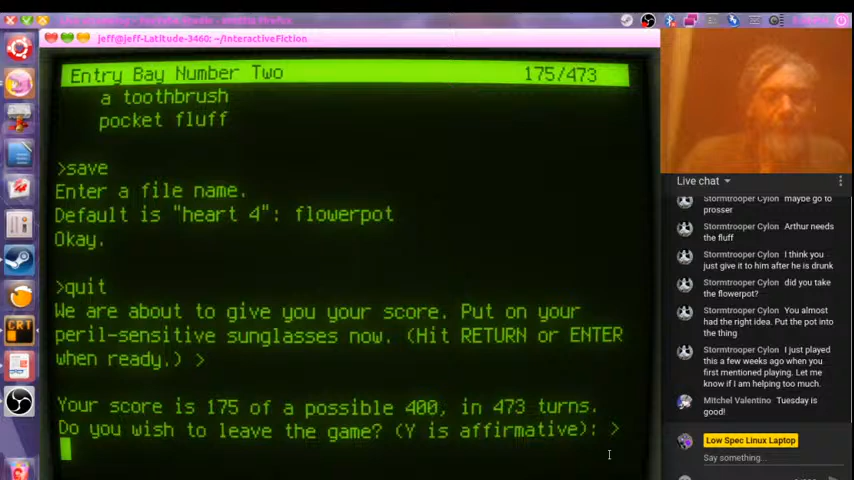 jeff@jeff-Latitude-3460: ~/InteractiveFiction
Entry Bay Number Two 175/473
a toothbrush
pocket fluff
>save
Enter a file name.
Default is "heart 4": flowerpot
Okay.
>quit
We are about to give you your score. Put on your
peril-sensitive sunglasses now. (Hit RETURN or ENTER
when ready.) >
Your score is 175 of a possible 400, in 473 turns.
Do you wish to leave the game? (Y is affirmative): >
CRT
Live chat
Stormtrooper Cylon maybe go to
prosser
Stormtrooper Cylon Arthur needs
the fluff
Stormtrooper Cylon I think you
just give it to him after he is drunk
Stormtrooper Cylon did you take
the flowerpot?
Stormtrooper Cylon You almost
had the right idea. Put the pot into
the thing
Stormtrooper Cylon I just played
this a few weeks ago when you
first mentioned playing. Let me
know if I am helping too much.
Mitchel Valentino Tuesday is
good!
Low Spec Linux Laptop
Say something...